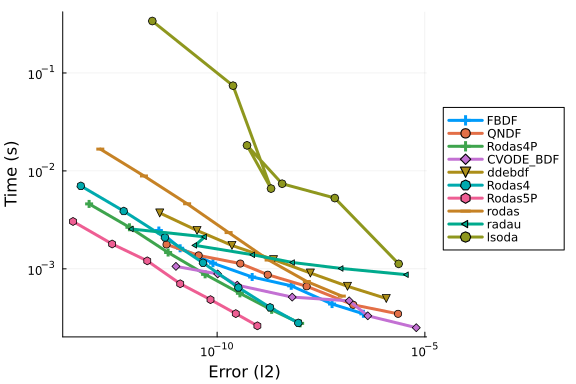 10⁻¹
10⁻²
10⁻³
Time (s)
10⁻¹⁰
10⁻⁵
Error (l2)
FBDF
QNDF
Rodas4P
CVODE_BDF
ddebdf
Rodas4
Rodas5P
rodas
radau
lsoda